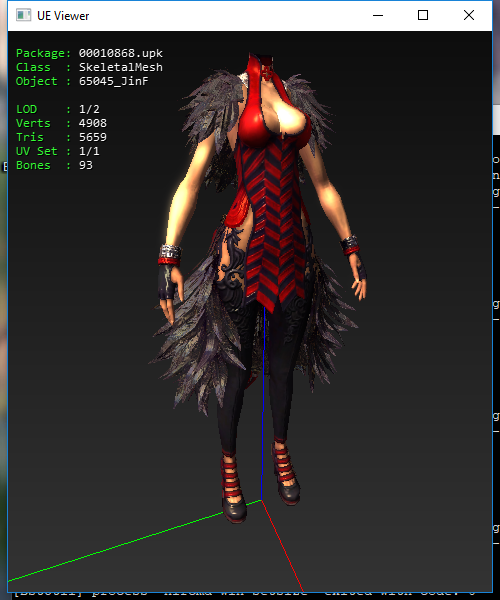 UE Viewer
Package: 00010868.upk
Class  : SkeletalMesh
Object : 65045_JinF
LOD    : 1/2
Verts  : 4908
Tris   : 5659
UV Set : 1/1
Bones  : 93